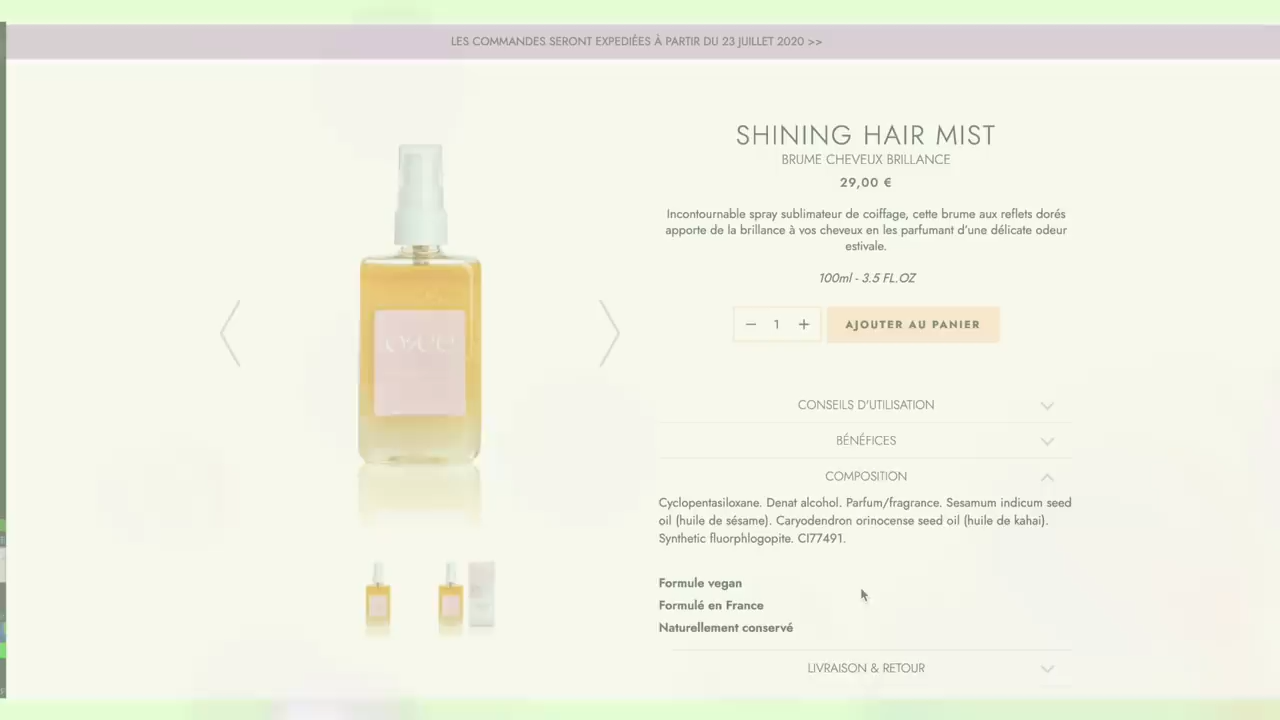 LES COMMANDES SERONT EXPEDIÉES À PARTIR DU 23 JUILLET 2020 >>
SHINING HAIR MIST
BRUME CHEVEUX BRILLANCE
29,00 €
Incontournable spray sublimateur de coiffage, cette brume aux reflets dorés
apporte de la brillance à vos cheveux en les parfumant d'une délicate odeur
estivale.
100ml - 3.5 FL.OZ
1
AJOUTER AU PANIER
CONSEILS D'UTILISATION
BÉNÉFICES
COMPOSITION
Cyclopentasiloxane. Denat alcohol. Parfum/fragrance. Sesamum indicum seed
oil (huile de sésame). Caryodendron orinocense seed oil (huile de kahai).
Synthetic fluorphlogopite. CI77491.
Formule vegan
Formulé en France
Naturellement conservé
LIVRAISON & RETOUR